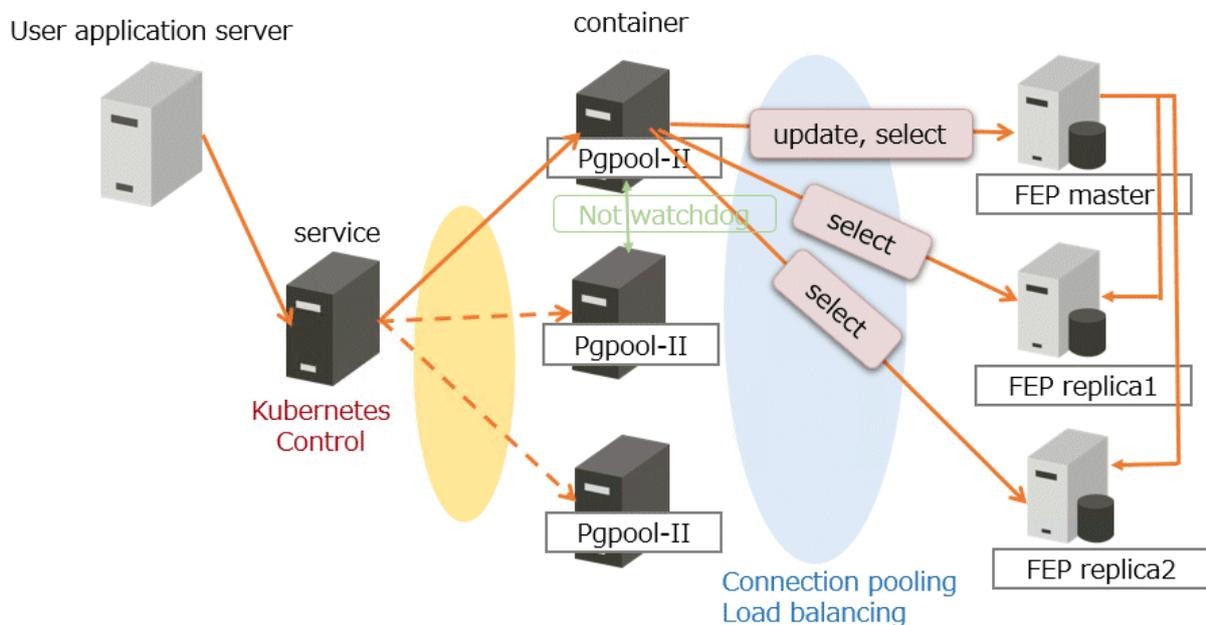 User application server
container
Pgpool-II
update, select
FEP master
Not watchdog
select
service
select
Pgpool-II
FEP replica1
Kubernetes
Control
Pgpool-II
FEP replica2
Connection pooling
Load balancing